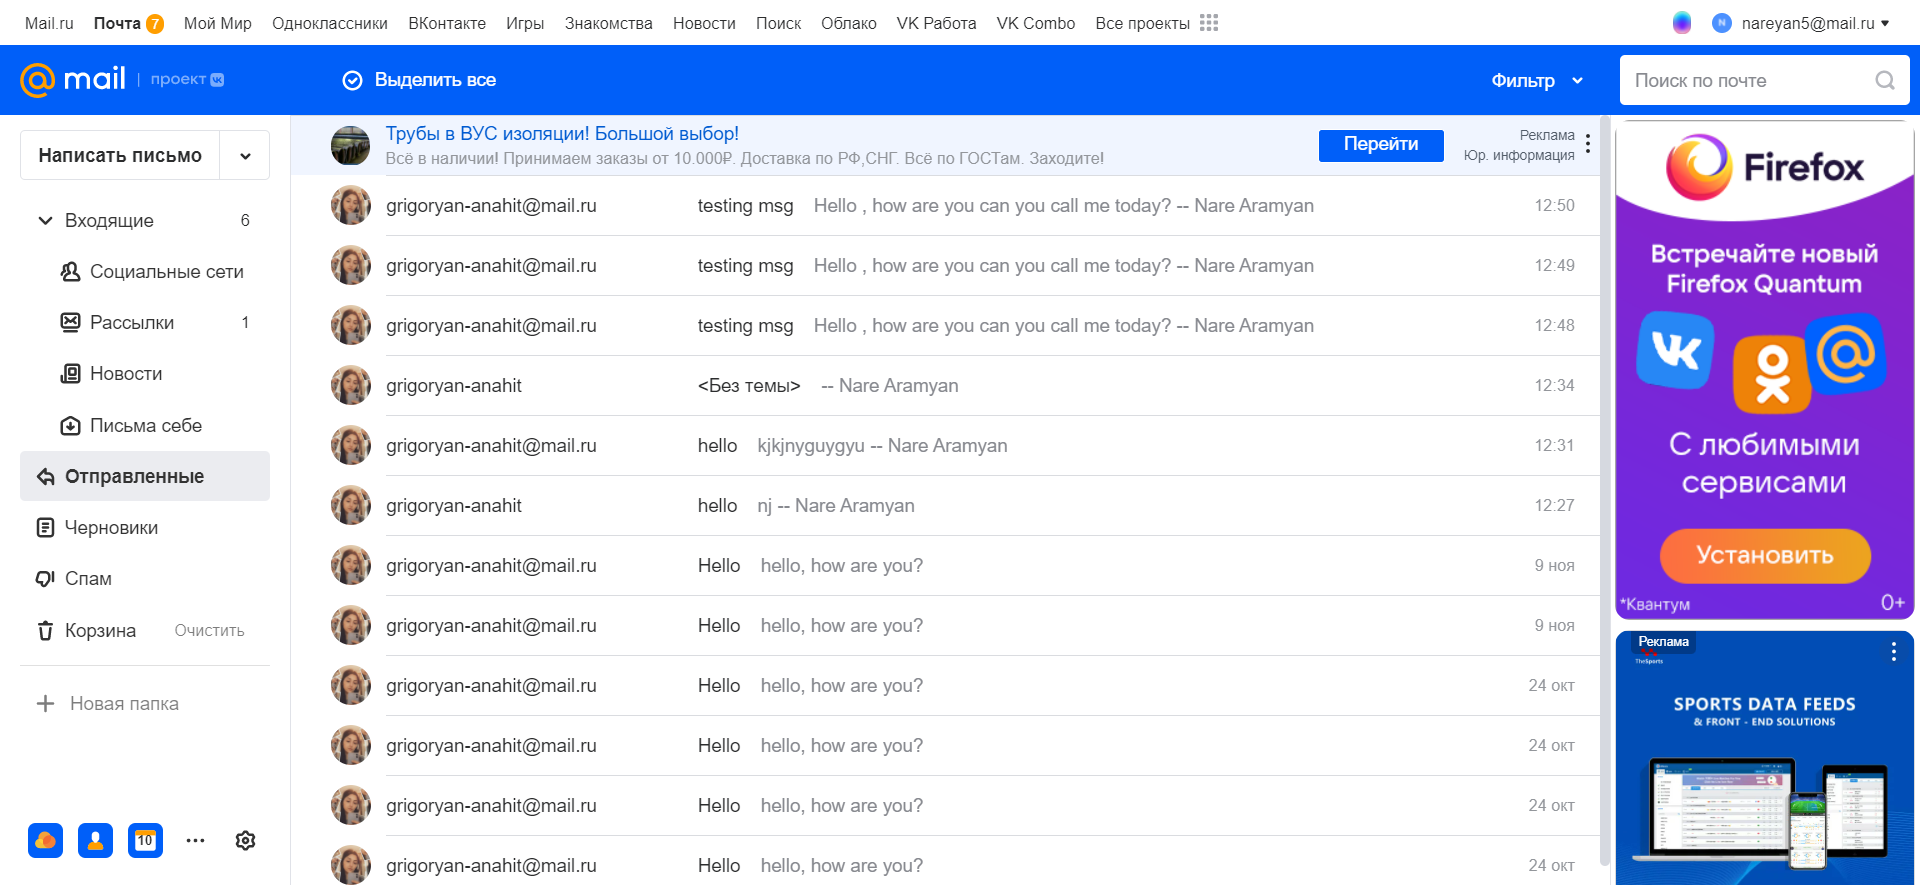 Mail.ru Почта 7 Мой Мир Одноклассники ВКонтакте Игры Знакомства Новости Поиск Облако VK Работа VK Combo Все проекты N nareyan5@mail.ru
@mail | проект Выделить все Фильтр Поиск по почте
Написать письмо
Входящие 6
Социальные сети
Рассылки 1
Новости
Письма себе
Отправленные
Черновики
Спам
Корзина Очистить
Новая папка
10
Трубы в ВУС изоляции! Большой выбор!
Всё в наличии! Принимаем заказы от 10.000₽. Доставка по РФ,СНГ. Всё по ГОСТам. Заходите!
Перейти
Реклама
Юр. информация
grigoryan-anahit@mail.ru testing msg Hello , how are you can you call me today? -- Nare Aramyan 12:50
grigoryan-anahit@mail.ru testing msg Hello , how are you can you call me today? -- Nare Aramyan 12:49
grigoryan-anahit@mail.ru testing msg Hello , how are you can you call me today? -- Nare Aramyan 12:48
grigoryan-anahit <Без темы> -- Nare Aramyan 12:34
grigoryan-anahit@mail.ru hello kjkjnyguygyu -- Nare Aramyan 12:31
grigoryan-anahit hello nj -- Nare Aramyan 12:27
grigoryan-anahit@mail.ru Hello hello, how are you? 9 ноя
grigoryan-anahit@mail.ru Hello hello, how are you? 9 ноя
grigoryan-anahit@mail.ru Hello hello, how are you? 24 окт
grigoryan-anahit@mail.ru Hello hello, how are you? 24 окт
grigoryan-anahit@mail.ru Hello hello, how are you? 24 окт
grigoryan-anahit@mail.ru Hello hello, how are you? 24 окт
Firefox
Встречайте новый
Firefox Quantum
С любимыми
сервисами
Установить
*Квантум 0+
Реклама
TheSports
SPORTS DATA FEEDS
& FRONT - END SOLUTIONS